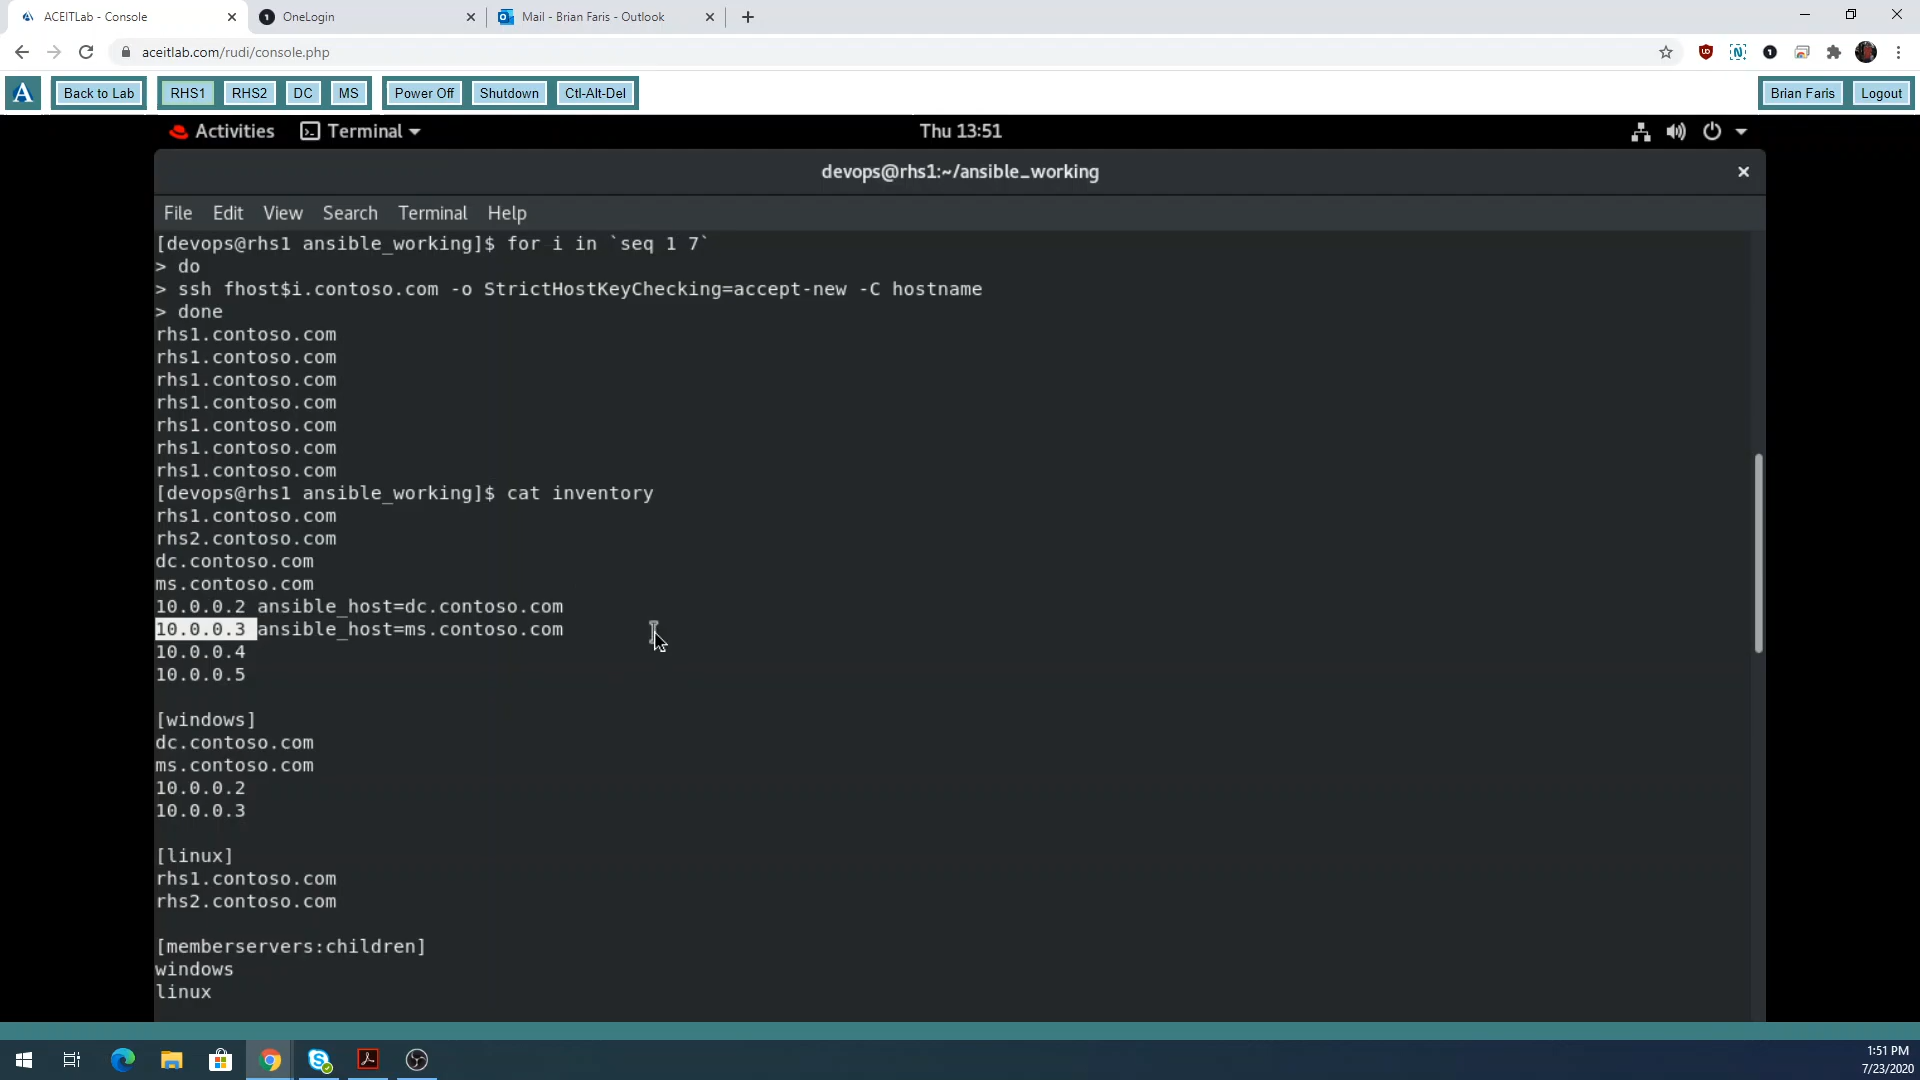 ACEITLab - Console
OneLogin
Mail - Brian Faris - Outlook
aceitlab.com/rudi/console.php
Back to Lab RHS1 RHS2 DC MS Power Off Shutdown Ctl-Alt-Del Brian Faris Logout
Activities Terminal Thu 13:51
devops@rhs1:~/ansible_working
File Edit View Search Terminal Help
[devops@rhs1 ansible_working]$ for i in `seq 1 7`
> do
> ssh fhost$i.contoso.com -o StrictHostKeyChecking=accept-new -C hostname
> done
rhs1.contoso.com
rhs1.contoso.com
rhs1.contoso.com
rhs1.contoso.com
rhs1.contoso.com
rhs1.contoso.com
rhs1.contoso.com
[devops@rhs1 ansible_working]$ cat inventory
rhs1.contoso.com
rhs2.contoso.com
dc.contoso.com
ms.contoso.com
10.0.0.2 ansible_host=dc.contoso.com
10.0.0.3 ansible_host=ms.contoso.com
10.0.0.4
10.0.0.5
[windows]
dc.contoso.com
ms.contoso.com
10.0.0.2
10.0.0.3
[linux]
rhs1.contoso.com
rhs2.contoso.com
[memberservers:children]
windows
linux
1:51 PM
7/23/2020